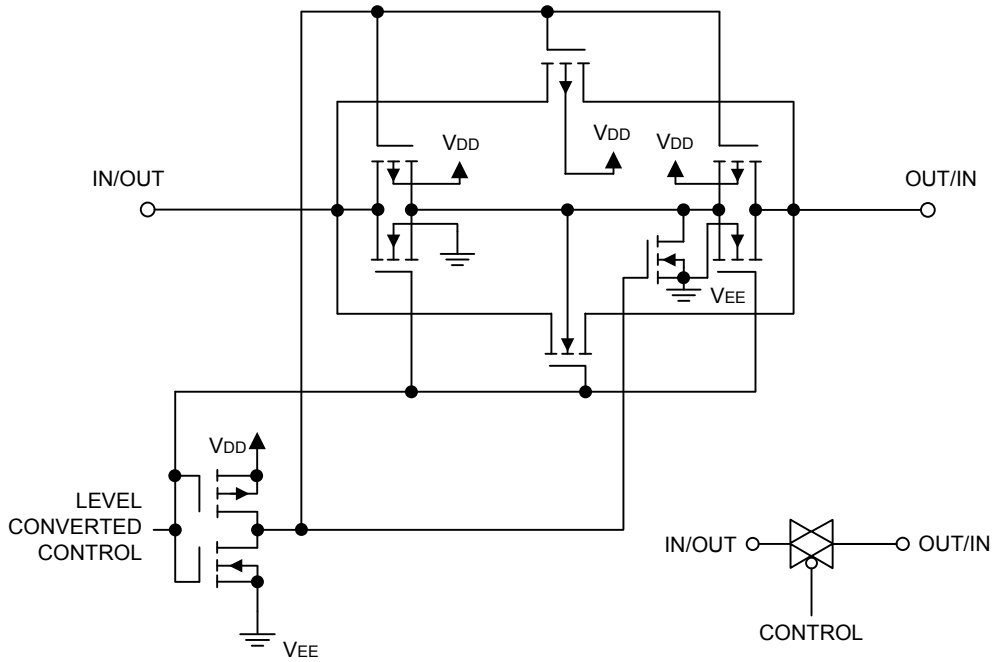 VDD
VDD
VDD
IN/OUT
OUT/IN
VEE
VDD
LEVEL
CONVERTED
CONTROL
IN/OUT
OUT/IN
VEE
CONTROL